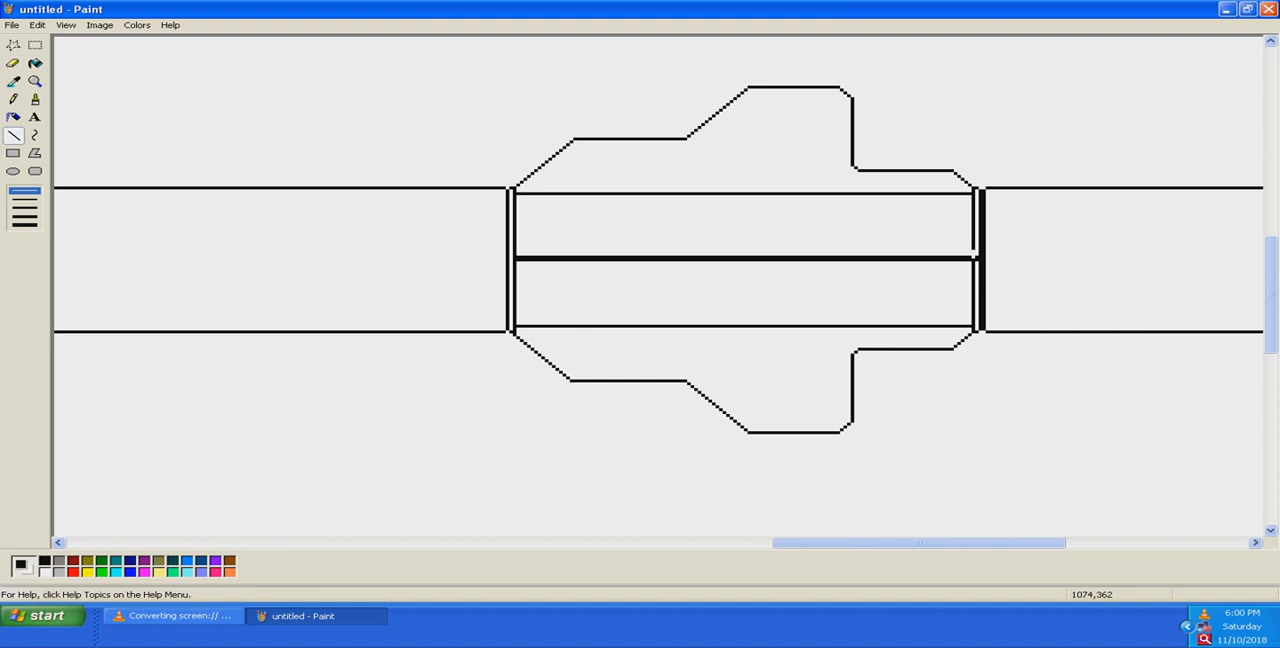 untitled - Paint
File Edit View Image Colors Help
A
For Help, click Help Topics on the Help Menu.
1074,362
start
Converting screen:// ...
untitled - Paint
6:00 PM
Saturday
11/10/2018